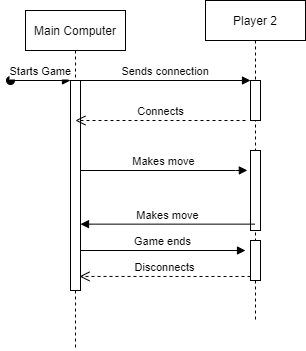 Main Computer
Player 2
Starts Game
Sends connection
Connects
Makes move
Makes move
Game ends
Disconnects